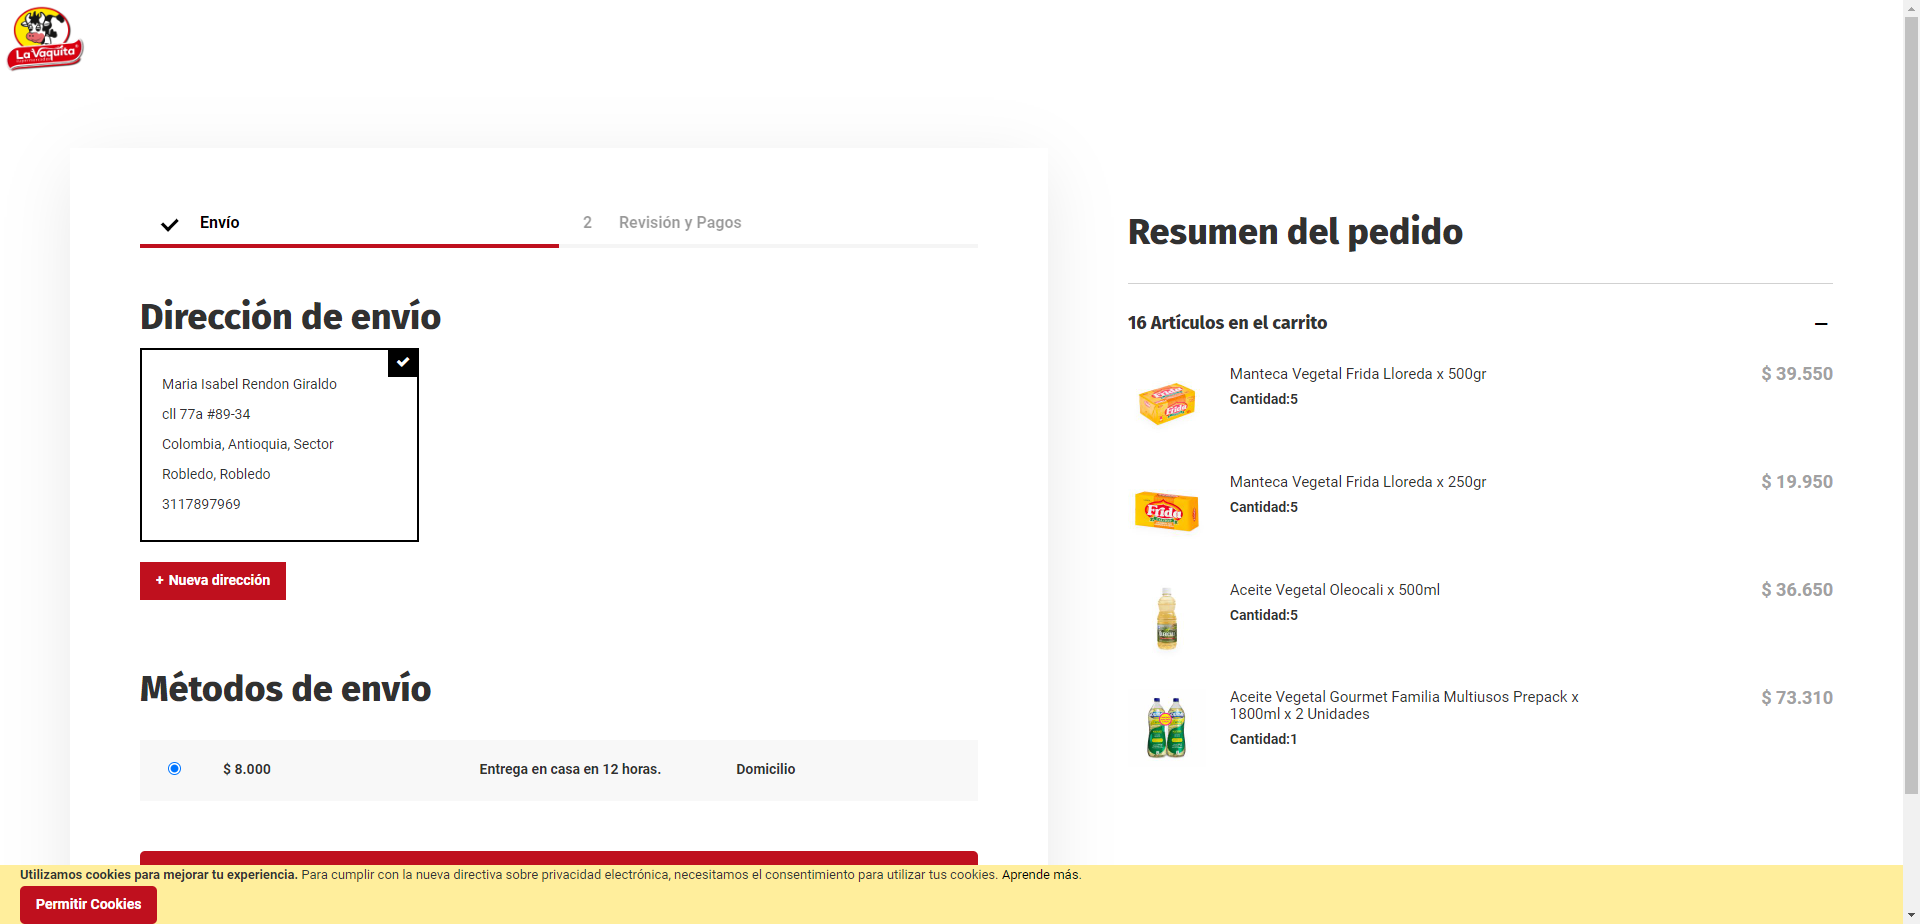 La Vaquita
Envío
2 Revisión y Pagos
Dirección de envío
Maria Isabel Rendon Giraldo
cll 77a #89-34
Colombia, Antioquia, Sector
Robledo, Robledo
3117897969
+ Nueva dirección
Métodos de envío
$ 8.000 Entrega en casa en 12 horas. Domicilio
Resumen del pedido
16 Artículos en el carrito
Manteca Vegetal Frida Lloreda x 500gr $ 39.550
Cantidad:5
Frida
Manteca Vegetal Frida Lloreda x 250gr $ 19.950
Cantidad:5
Frida
Aceite Vegetal Oleocali x 500ml $ 36.650
Cantidad:5
Aceite Vegetal Gourmet Familia Multiusos Prepack x $ 73.310
1800ml x 2 Unidades
Cantidad:1
Utilizamos cookies para mejorar tu experiencia. Para cumplir con la nueva directiva sobre privacidad electrónica, necesitamos el consentimiento para utilizar tus cookies. Aprende más.
Permitir Cookies